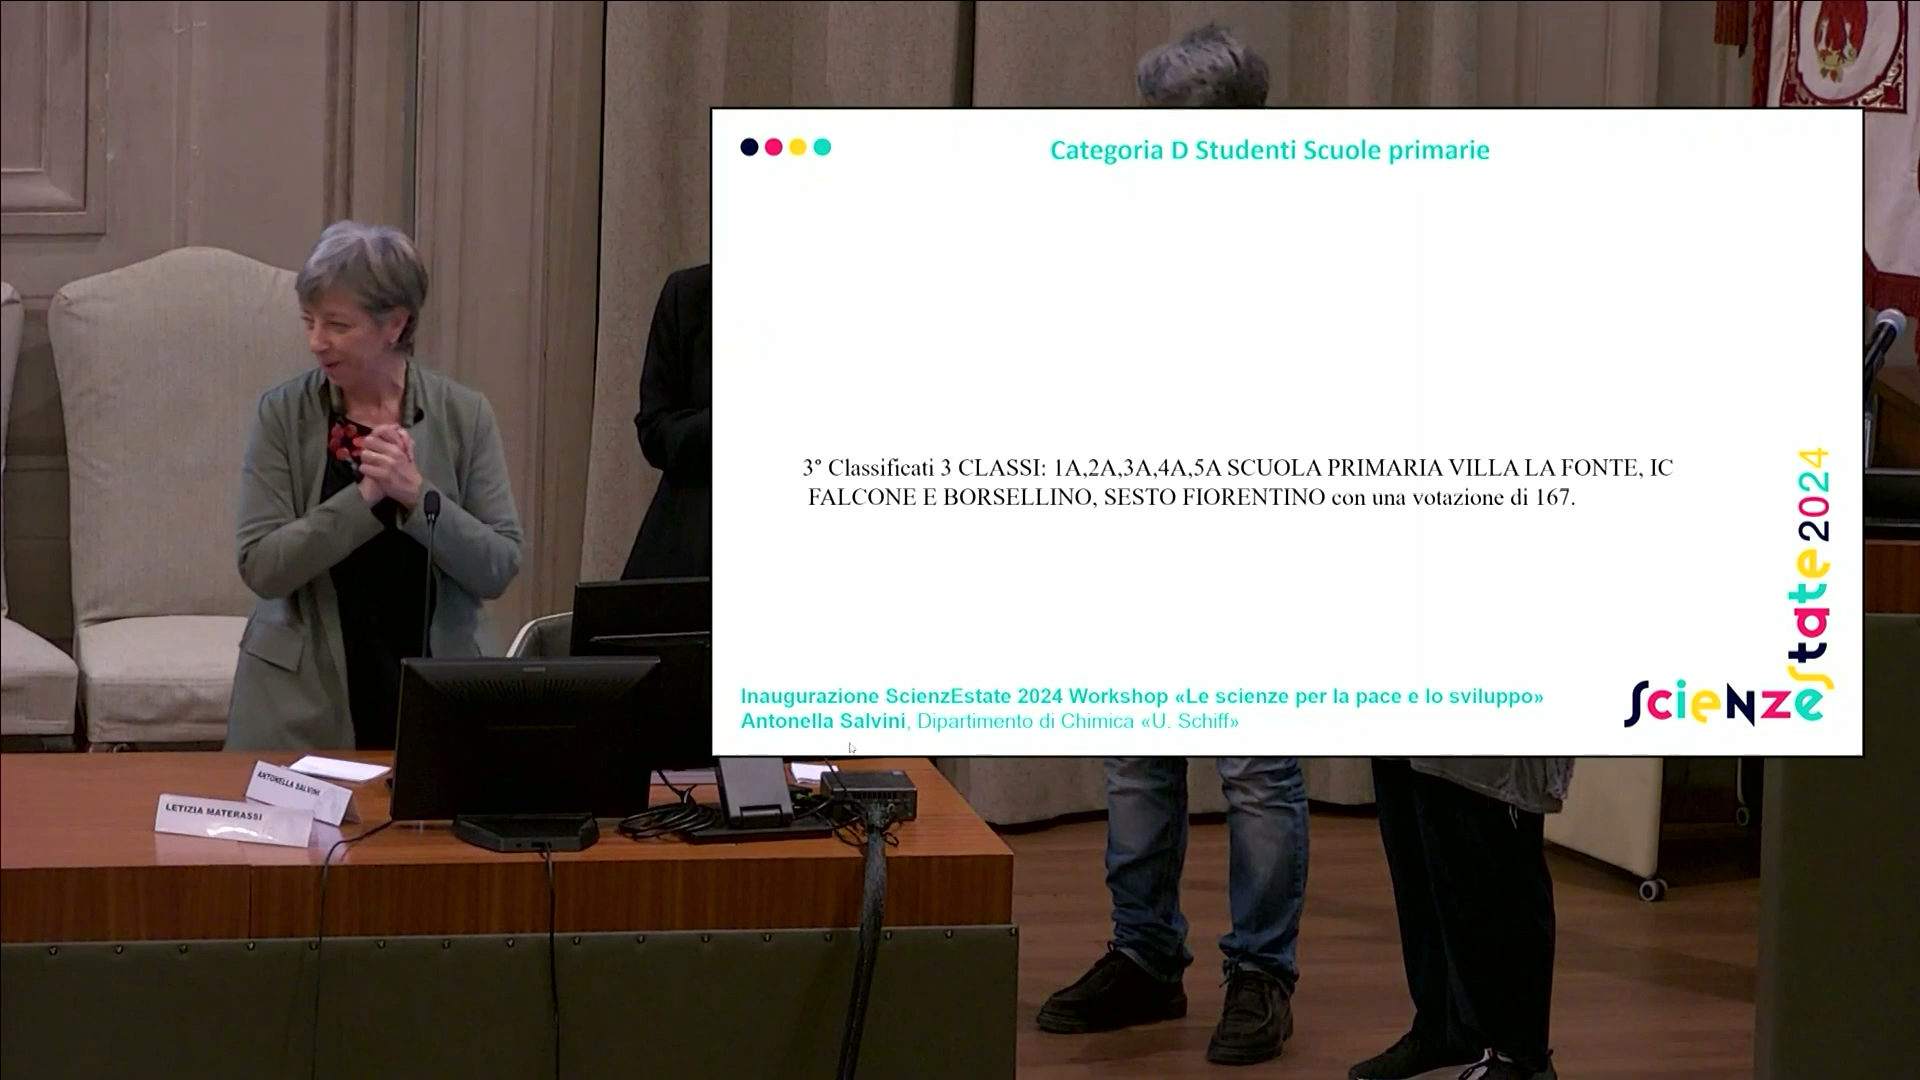 Categoria D Studenti Scuole primarie
3° Classificati 3 CLASSI: 1A,2A,3A,4A,5A SCUOLA PRIMARIA VILLA LA FONTE, IC
FALCONE E BORSELLINO, SESTO FIORENTINO con una votazione di 167.
Inaugurazione ScienzEstate 2024 Workshop «Le scienze per la pace e lo sviluppo»
Antonella Salvini, Dipartimento di Chimica «U. Schiff»
ScieNzEstate2024
ANTONELLA SALVINI
LETIZIA MATERASSI